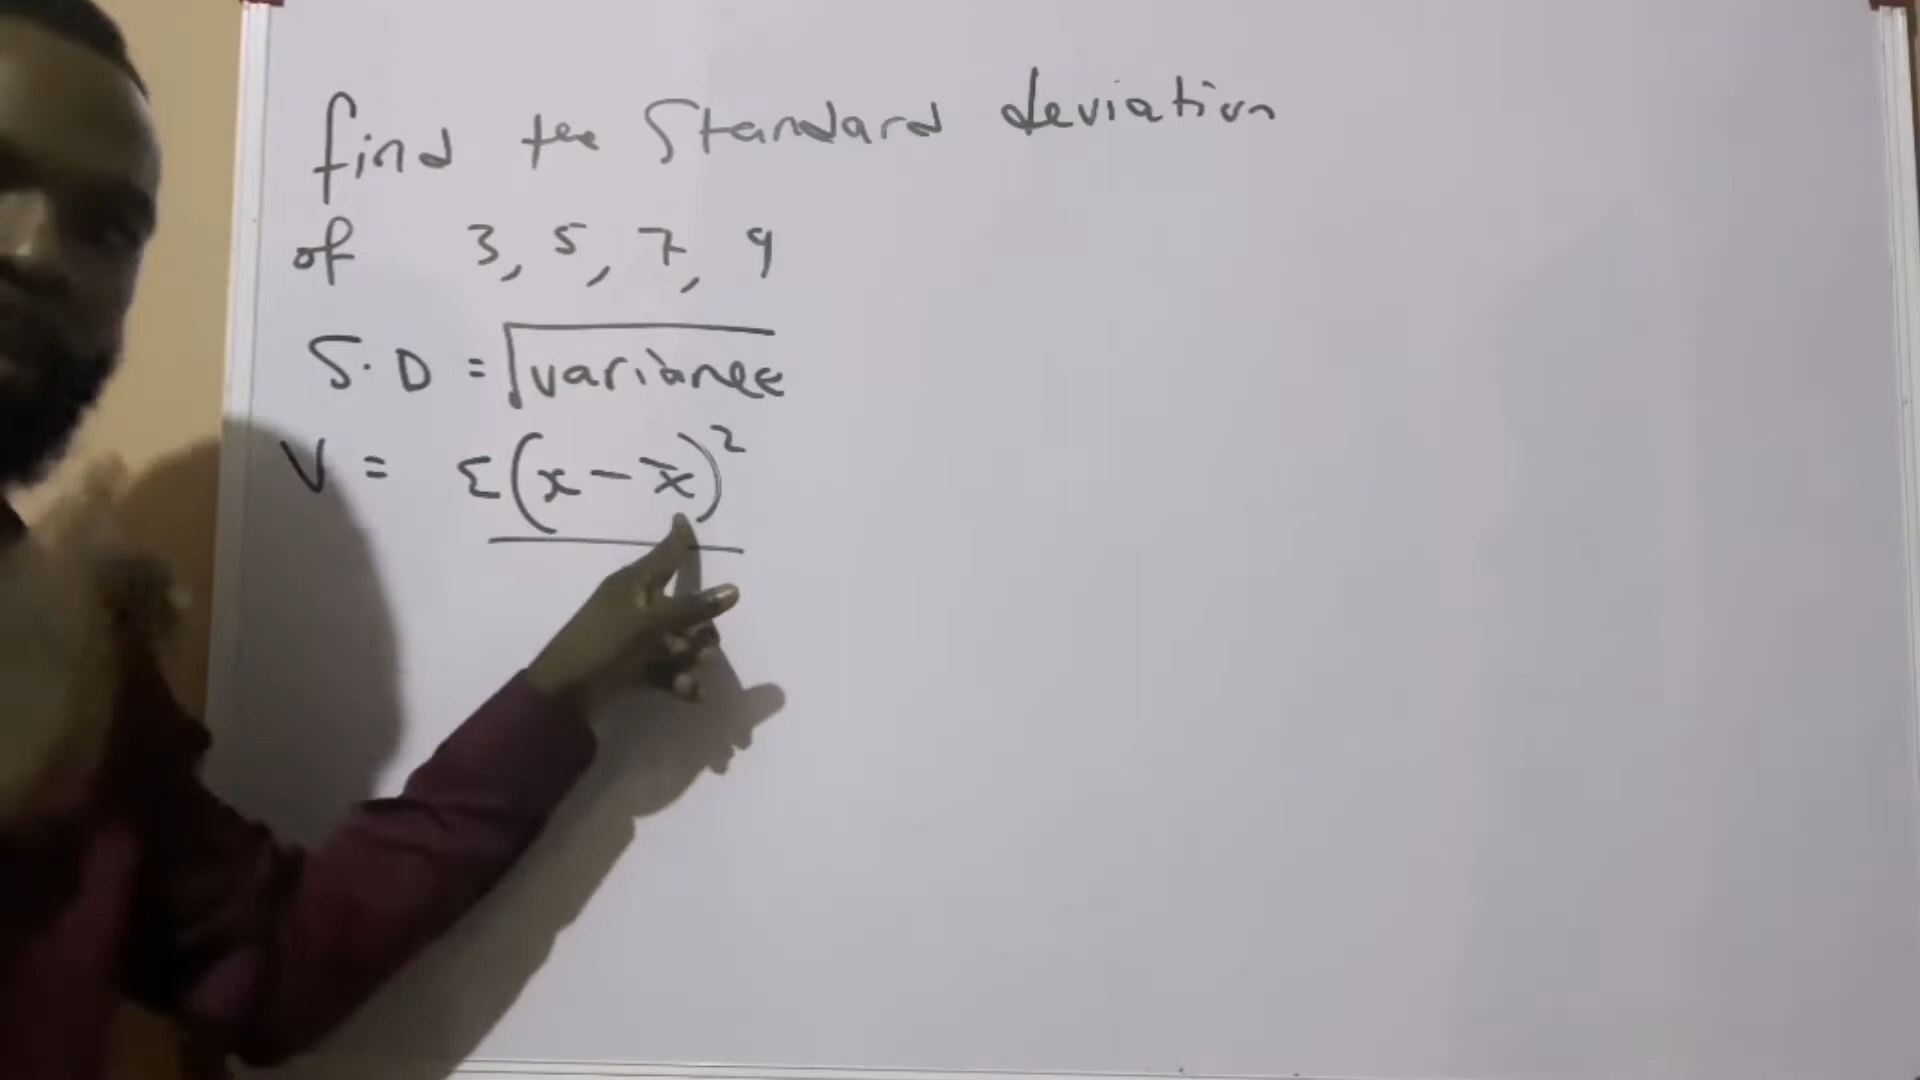 find the Standard deviation
of 3, 5, 7, 9
S.D = √variance
V = Σ(x - x̄)²